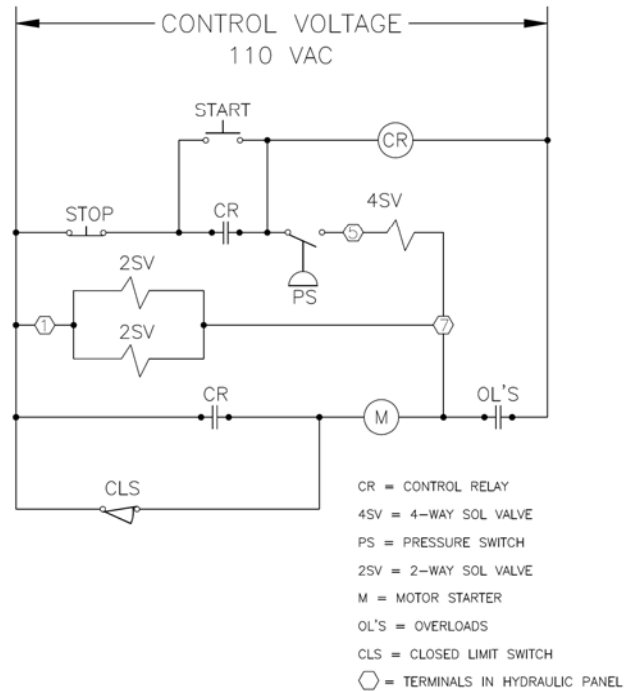 CONTROL VOLTAGE
110 VAC
START
CR
4SV
STOP
CR
5
PS
2SV
1
2SV
7
CR
OL'S
M
CLS
CR = CONTROL RELAY
4SV = 4-WAY SOL VALVE
PS = PRESSURE SWITCH
2SV = 2-WAY SOL VALVE
M = MOTOR STARTER
OL'S = OVERLOADS
CLS = CLOSED LIMIT SWITCH
= TERMINALS IN HYDRAULIC PANEL